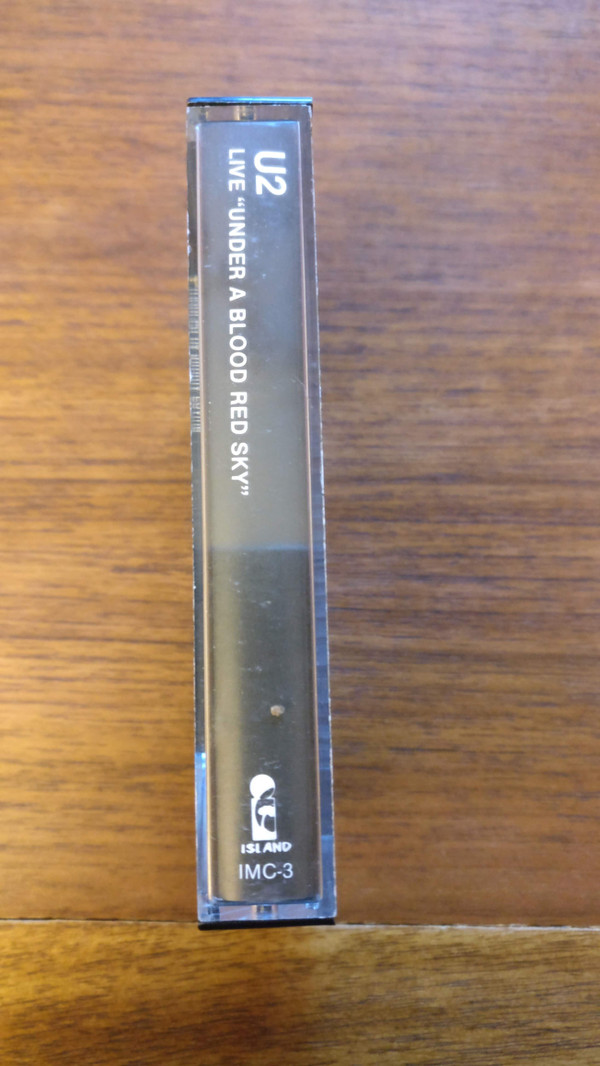 U2
LIVE “UNDER A BLOOD RED SKY”
ISLAND
IMC-3